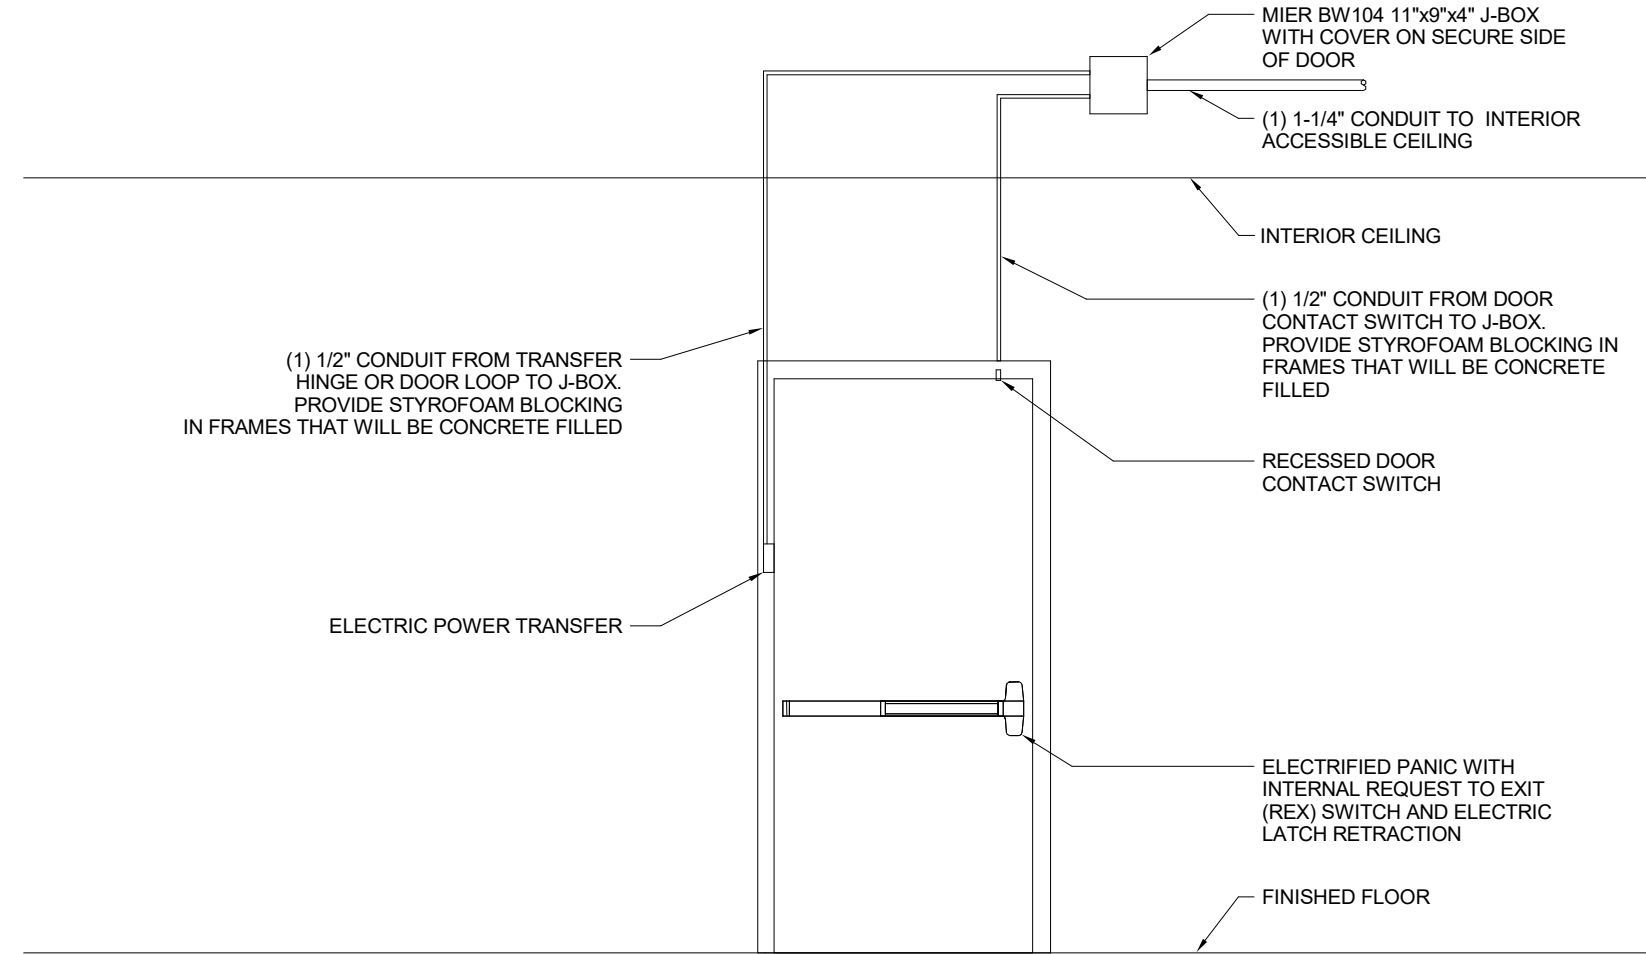 MIER BW104 11"x9"x4" J-BOX
WITH COVER ON SECURE SIDE
OF DOOR
(1) 1-1/4" CONDUIT TO INTERIOR
ACCESSIBLE CEILING
INTERIOR CEILING
(1) 1/2" CONDUIT FROM DOOR
CONTACT SWITCH TO J-BOX.
PROVIDE STYROFOAM BLOCKING IN
FRAMES THAT WILL BE CONCRETE
FILLED
(1) 1/2" CONDUIT FROM TRANSFER
HINGE OR DOOR LOOP TO J-BOX.
PROVIDE STYROFOAM BLOCKING
IN FRAMES THAT WILL BE CONCRETE FILLED
RECESSED DOOR
CONTACT SWITCH
ELECTRIC POWER TRANSFER
ELECTRIFIED PANIC WITH
INTERNAL REQUEST TO EXIT
(REX) SWITCH AND ELECTRIC
LATCH RETRACTION
FINISHED FLOOR